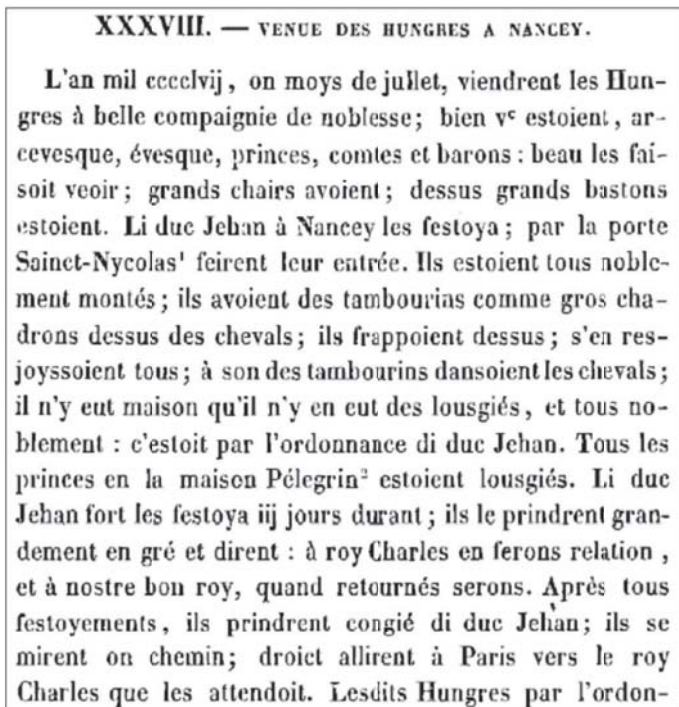 XXXVIII. — VENUE DES HUNGRES A NANCEY.
L'an mil cccclvij, on moys de jullet, viendrent les Hun-
gres à belle compaignie de noblesse; bien vᶜ estoient, ar-
cevesque, évesque, princes, comtes et barons : beau les fai-
soit veoir; grands chairs avoient; dessus grands bastons
estoient. Li duc Jehan à Nancey les festoya; par la porte
Sainct-Nycolas¹ feirent leur entrée. Ils estoient tous noble-
ment montés; ils avoient des tambourins comme gros cha-
drons dessus des chevals; ils frappoient dessus; s'en res-
joyssoient tous; à son des tambourins dansoient les chevals;
il n'y eut maison qu'il n'y en eut des lousgiés, et tous no-
blement : c'estoit par l'ordonnance di duc Jehan. Tous les
princes en la maison Pélegrin² estoient lousgiés. Li duc
Jehan fort les festoya iij jours durant; ils le prindrent gran-
dement en gré et dirent : à roy Charles en ferons relation,
et à nostre bon roy, quand retournés serons. Après tous
festoyements, ils prindrent congié di duc Jehan; ils se
mirent on chemin; droict allirent à Paris vers le roy
Charles que les attendoit. Lesdits Hungres par l'ordon-